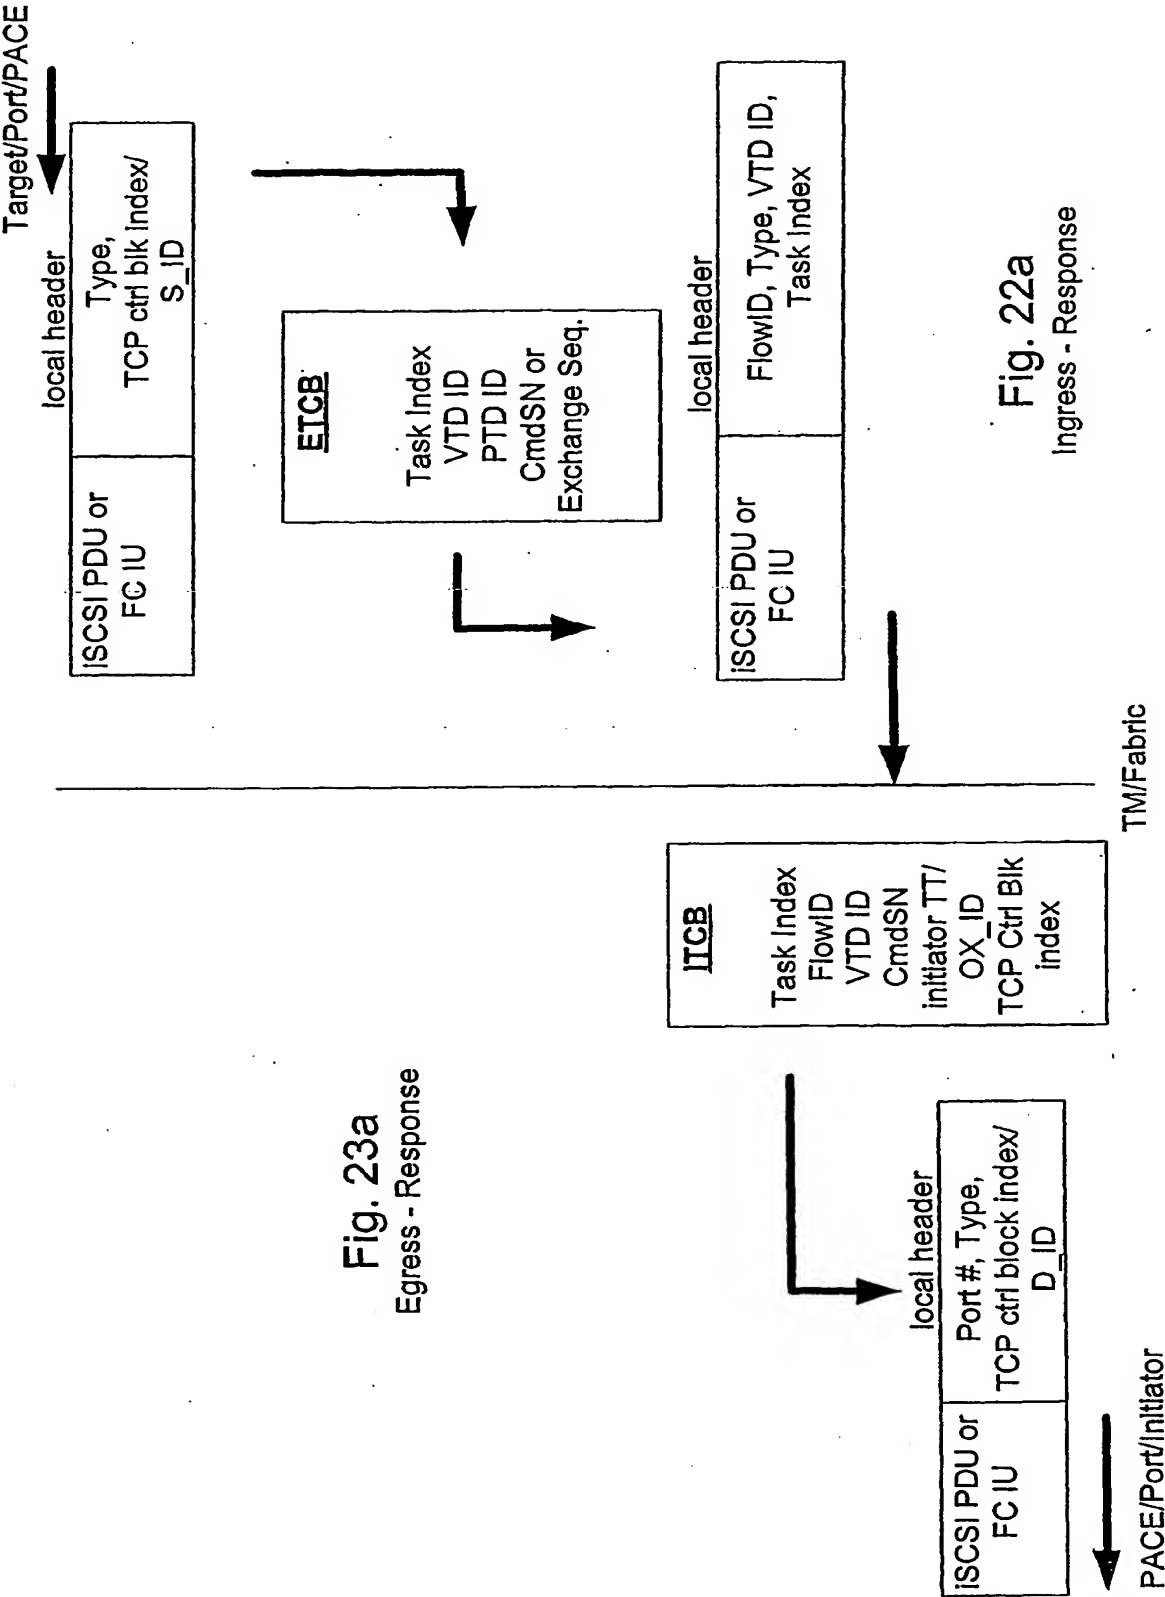 Target/Port/PACE
local header
iSCSI PDU or
FC IU
Type,
TCP ctrl blk index/
S_ID
ETCB
Task Index
VTD ID
PTD ID
CmdSN or
Exchange Seq.
local header
iSCSI PDU or
FC IU
FlowID, Type, VTD ID,
Task Index
Fig. 22a
Ingress - Response
TM/Fabric
ITCB
Task Index
FlowID
VTD ID
CmdSN
initiator TT/
OX_ID
TCP Ctrl Blk
index
Fig. 23a
Egress - Response
local header
iSCSI PDU or
FC IU
Port #, Type,
TCP ctrl block index/
D_ID
PACE/Port/Initiator